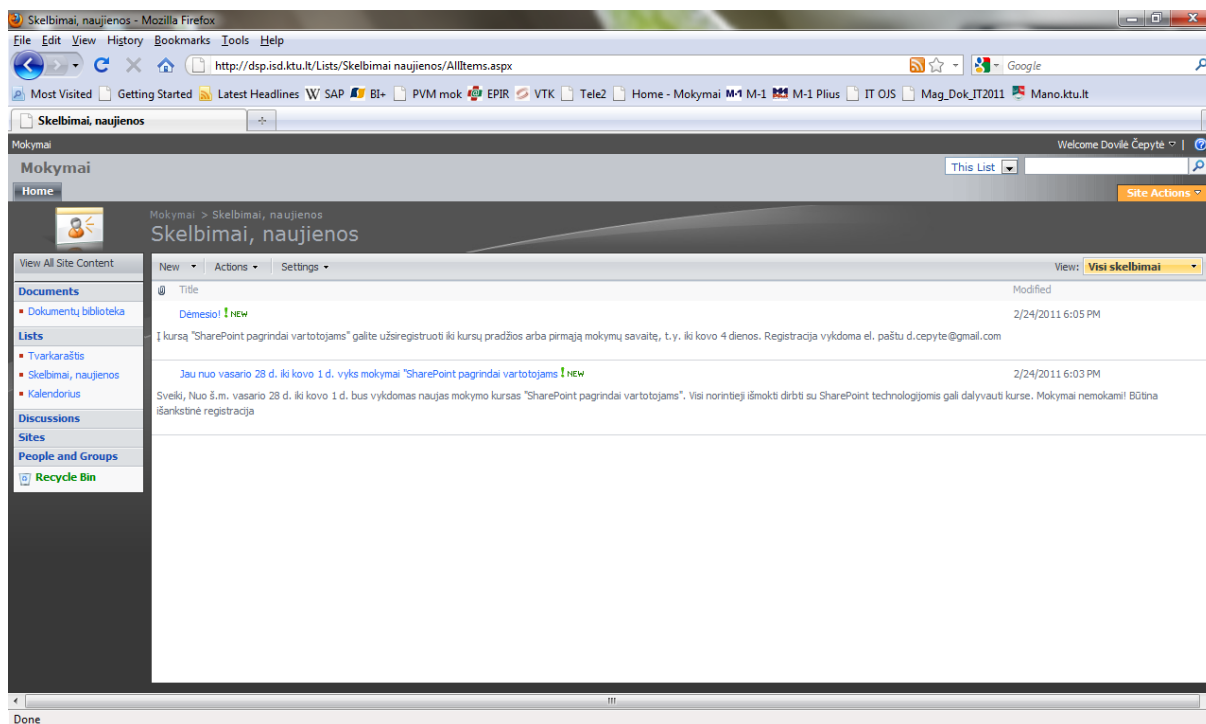 Skelbimai, naujienos - Mozilla Firefox
File Edit View History Bookmarks Tools Help
http://dsp.isd.ktu.lt/Lists/Skelbimai naujienos/AllItems.aspx Google
Most Visited Getting Started Latest Headlines W SAP BI+ PVM mok EPIR VTK Tele2 Home - Mokymai M-1 M-1 M-1 Plius IT OJS Mag_Dok_IT2011 Mano.ktu.lt
Skelbimai, naujienos
Mokymai Welcome Dovilė Čepytė
Mokymai This List
Home Site Actions
Mokymai > Skelbimai, naujienos
Skelbimai, naujienos
View All Site Content New Actions Settings View: Visi skelbimai
Documents Title Modified
Dokumentų biblioteka Dėmesio! ! NEW 2/24/2011 6:05 PM
Lists Į kursą "SharePoint pagrindai vartotojams" galite užsiregistruoti iki kursų pradžios arba pirmąją mokymų savaitę, t.y. iki kovo 4 dienos. Registracija vykdoma el. paštu d.cepyte@gmail.com
Tvarkaraštis
Skelbimai, naujienos Jau nuo vasario 28 d. iki kovo 1 d. vyks mokymai "SharePoint pagrindai vartotojams ! NEW 2/24/2011 6:03 PM
Kalendorius Sveiki, Nuo š.m. vasario 28 d. iki kovo 1 d. bus vykdomas naujas mokymo kursas "SharePoint pagrindai vartotojams". Visi norintieji išmokti dirbti su SharePoint technologijomis gali dalyvauti kurse. Mokymai nemokami! Būtina
išankstinė registracija
Discussions
Sites
People and Groups
Recycle Bin
Done